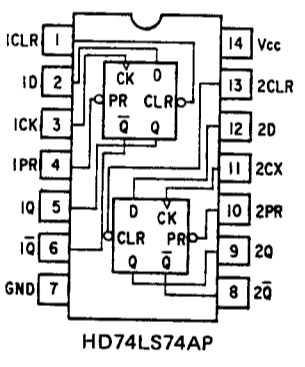 1CLR 1 14 Vcc
1D 2 13 2CLR
1CK 3 12 2D
1PR 4 11 2CX
1Q 5 10 2PR
1Q̅ 6 9 2Q
GND 7 8 2Q̅
CK D
PR CLR
Q̅ Q
D CK
CLR PR
Q Q̅
HD74LS74AP